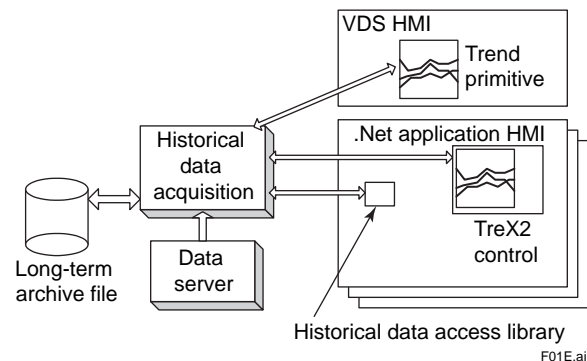 VDS HMI
Trend
primitive
.Net application HMI
Historical
data
acquisition
TreX2
control
Data
server
Long-term
archive file
Historical data access library
F01E.ai